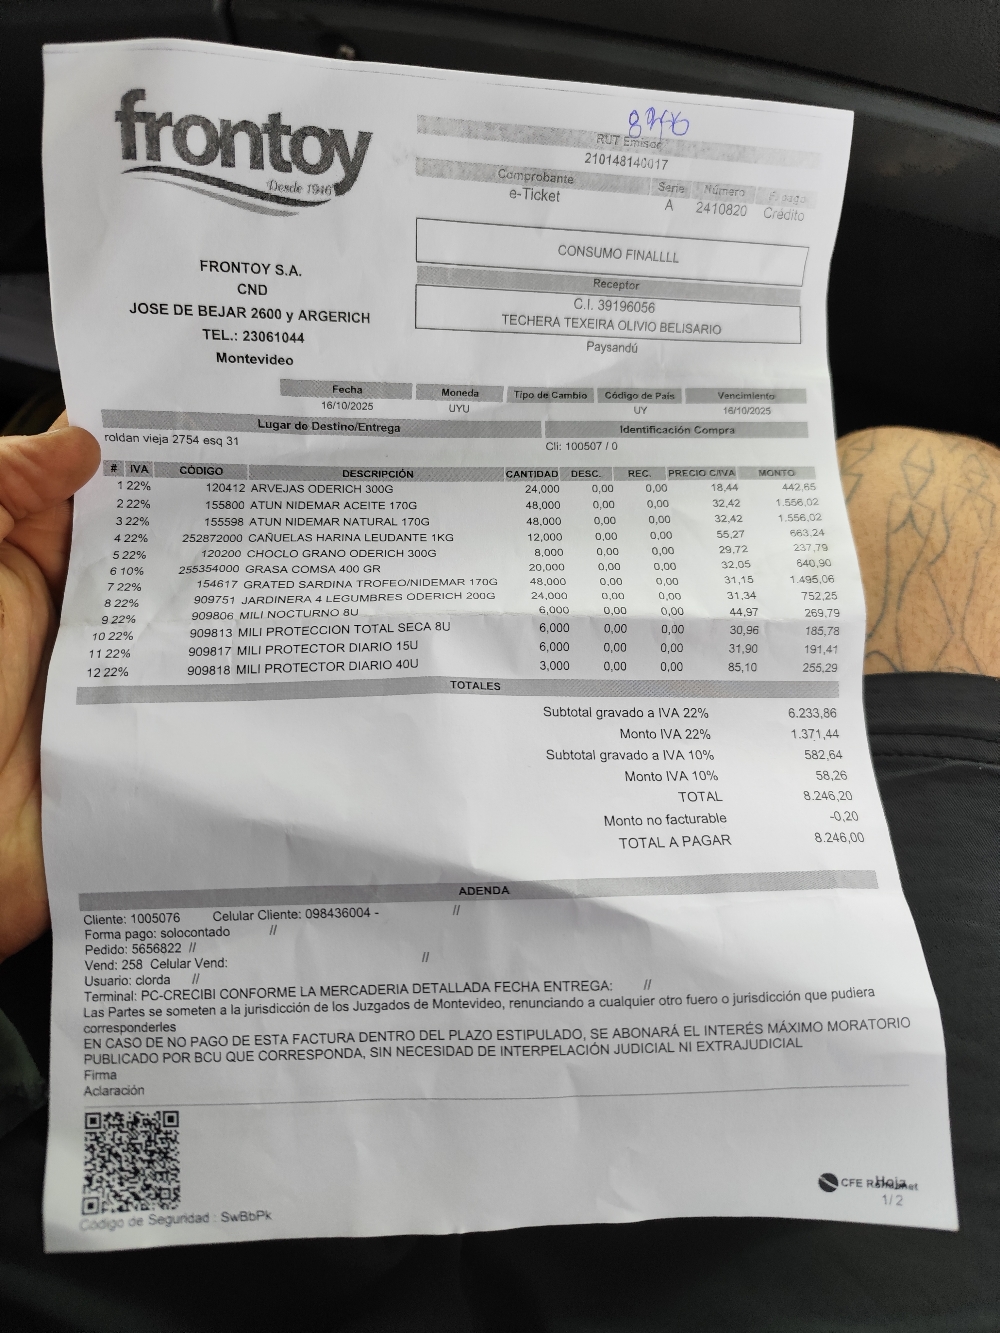 frontoy
Desde 1946
8246
RUT Emisor
210148140017
Comprobante Serie Número F. pago
e-Ticket A 2410820 Crédito
CONSUMO FINALLLL
Receptor
C.I. 39196056
TECHERA TEXEIRA OLIVIO BELISARIO
Paysandú
FRONTOY S.A.
CND
JOSE DE BEJAR 2600 y ARGERICH
TEL.: 23061044
Montevideo
Fecha Moneda Tipo de Cambio Código de País Vencimiento
16/10/2025 UYU UY 16/10/2025
Lugar de Destino/Entrega Identificación Compra
roldan vieja 2754 esq 31 Cli: 100507 / 0
# IVA CÓDIGO DESCRIPCIÓN CANTIDAD DESC. REC. PRECIO C/IVA MONTO
1 22% 120412 ARVEJAS ODERICH 300G 24,000 0,00 0,00 18,44 442,65
2 22% 155800 ATUN NIDEMAR ACEITE 170G 48,000 0,00 0,00 32,42 1.556,02
3 22% 155598 ATUN NIDEMAR NATURAL 170G 48,000 0,00 0,00 32,42 1.556,02
4 22% 252872000 CAÑUELAS HARINA LEUDANTE 1KG 12,000 0,00 0,00 55,27 663,24
5 22% 120200 CHOCLO GRANO ODERICH 300G 8,000 0,00 0,00 29,72 237,79
6 10% 255354000 GRASA COMSA 400 GR 20,000 0,00 0,00 32,05 640,90
7 22% 154617 GRATED SARDINA TROFEO/NIDEMAR 170G 48,000 0,00 0,00 31,15 1.495,06
8 22% 909751 JARDINERA 4 LEGUMBRES ODERICH 200G 24,000 0,00 0,00 31,34 752,25
9 22% 909806 MILI NOCTURNO 8U 6,000 0,00 0,00 44,97 269,79
10 22% 909813 MILI PROTECCION TOTAL SECA 8U 6,000 0,00 0,00 30,96 185,78
11 22% 909817 MILI PROTECTOR DIARIO 15U 6,000 0,00 0,00 31,90 191,41
12 22% 909818 MILI PROTECTOR DIARIO 40U 3,000 0,00 0,00 85,10 255,29
TOTALES
Subtotal gravado a IVA 22% 6.233,86
Monto IVA 22% 1.371,44
Subtotal gravado a IVA 10% 582,64
Monto IVA 10% 58,26
TOTAL 8.246,20
Monto no facturable -0,20
TOTAL A PAGAR 8.246,00
ADENDA
Cliente: 1005076 Celular Cliente: 098436004 - //
Forma pago: solocontado //
Pedido: 5656822 //
Vend: 258 Celular Vend: //
Usuario: clorda //
Terminal: PC-CRECIBI CONFORME LA MERCADERIA DETALLADA FECHA ENTREGA: //
Las Partes se someten a la jurisdicción de los Juzgados de Montevideo, renunciando a cualquier otro fuero o jurisdicción que pudiera
corresponderles
EN CASO DE NO PAGO DE ESTA FACTURA DENTRO DEL PLAZO ESTIPULADO, SE ABONARÁ EL INTERÉS MÁXIMO MORATORIO
PUBLICADO POR BCU QUE CORRESPONDA, SIN NECESIDAD DE INTERPELACIÓN JUDICIAL NI EXTRAJUDICIAL
Firma
Aclaración
Código de Seguridad : SwBbPk
CFE
Hoja
1/ 2